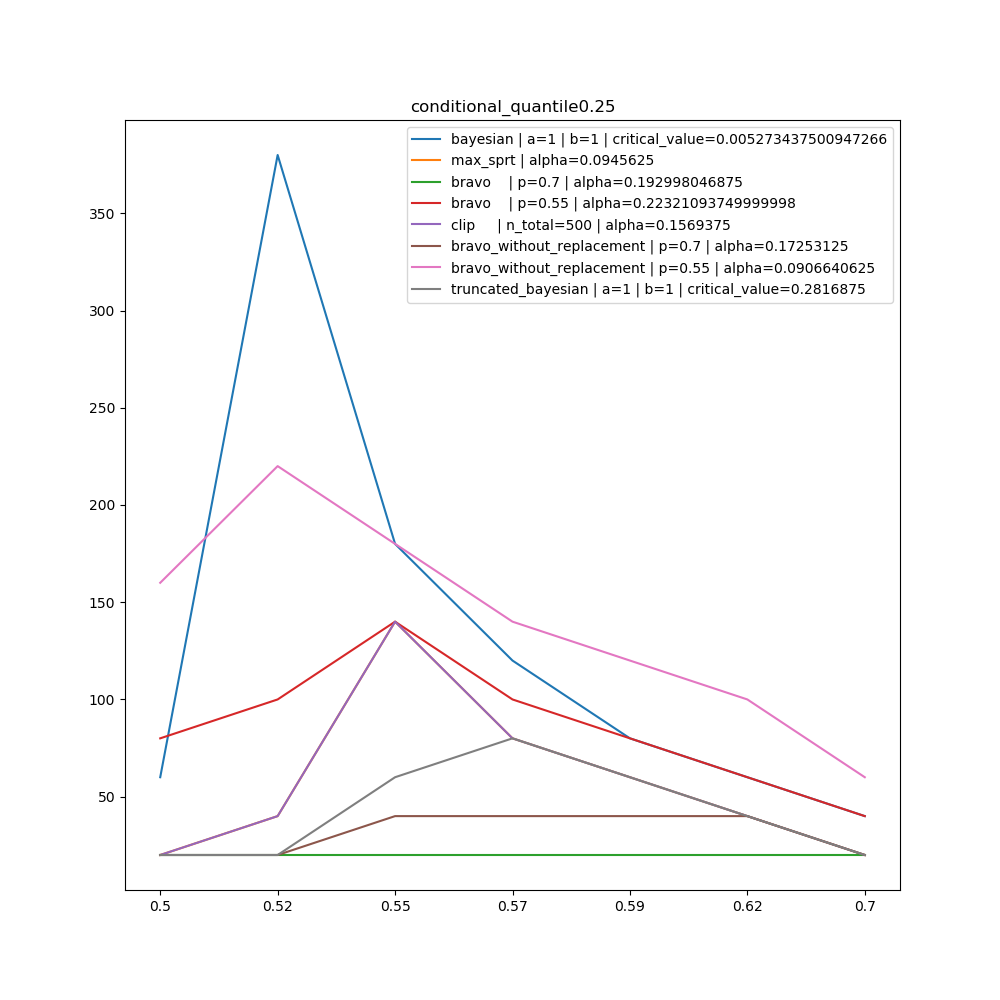 conditional_quantile0.25
bayesian | a=1 | b=1 | critical_value=0.005273437500947266
max_sprt | alpha=0.0945625
bravo    | p=0.7 | alpha=0.192998046875
bravo    | p=0.55 | alpha=0.22321093749999998
clip     | n_total=500 | alpha=0.1569375
bravo_without_replacement | p=0.7 | alpha=0.17253125
bravo_without_replacement | p=0.55 | alpha=0.0906640625
truncated_bayesian | a=1 | b=1 | critical_value=0.2816875
350
300
250
200
150
100
50
0.5 0.52 0.55 0.57 0.59 0.62 0.7